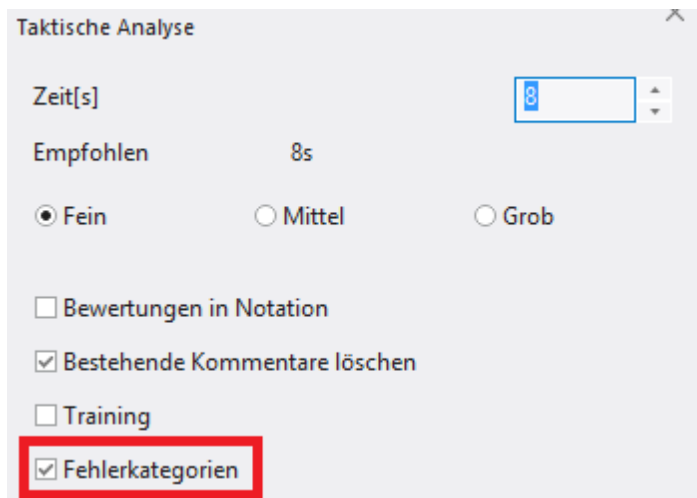 Taktische Analyse
Zeit[s] 8
Empfohlen 8s
Fein Mittel Grob
Bewertungen in Notation
Bestehende Kommentare löschen
Training
Fehlerkategorien